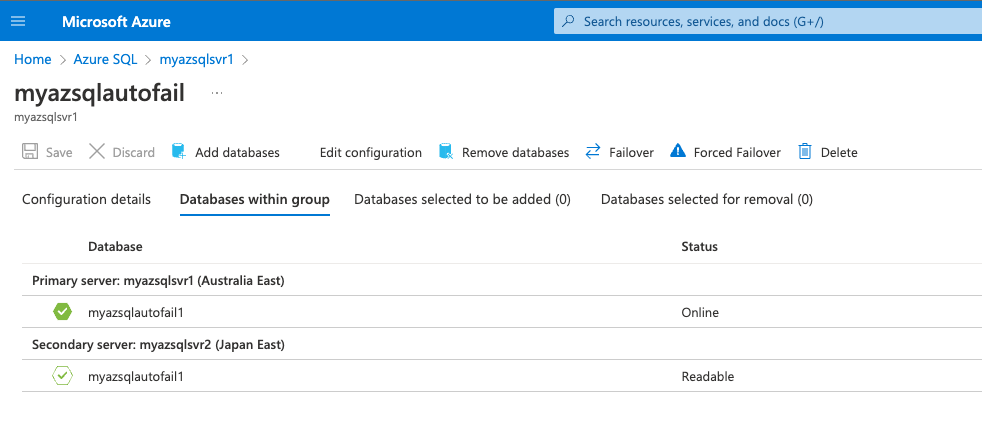 Microsoft Azure
Search resources, services, and docs (G+/)
Home > Azure SQL > myazsqlsvr1 >
myazsqlautofail ...
myazsqlsvr1
Save Discard Add databases Edit configuration Remove databases Failover Forced Failover Delete
Configuration details Databases within group Databases selected to be added (0) Databases selected for removal (0)
Database Status
Primary server: myazsqlsvr1 (Australia East)
myazsqlautofail1 Online
Secondary server: myazsqlsvr2 (Japan East)
myazsqlautofail1 Readable